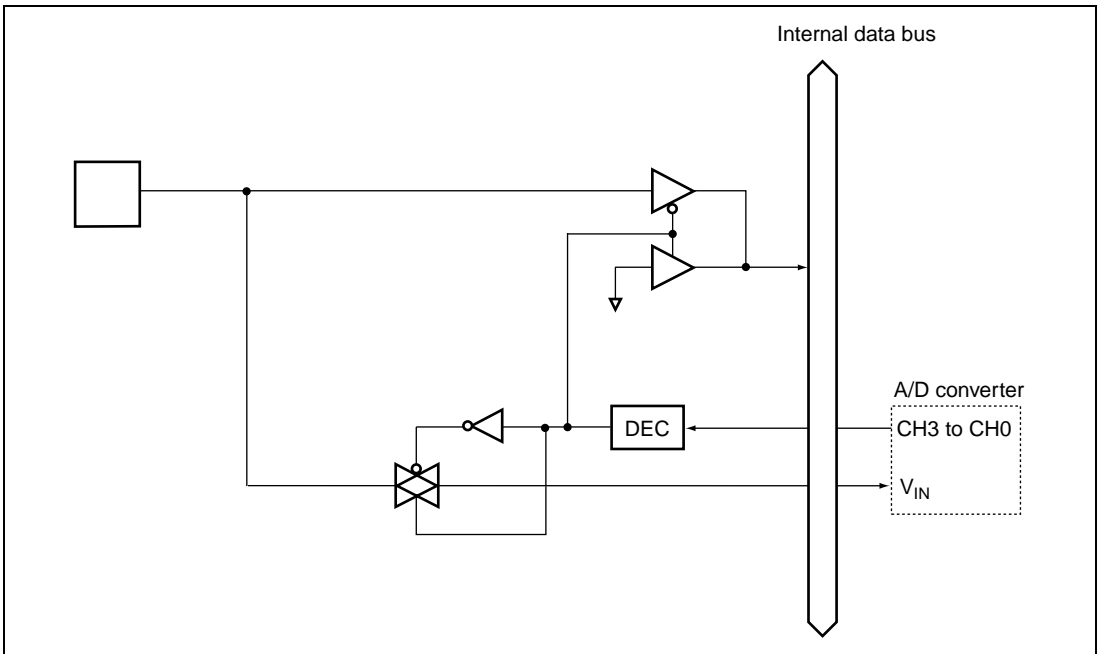 Internal data bus
A/D converter
DEC
CH3 to CH0
VIN